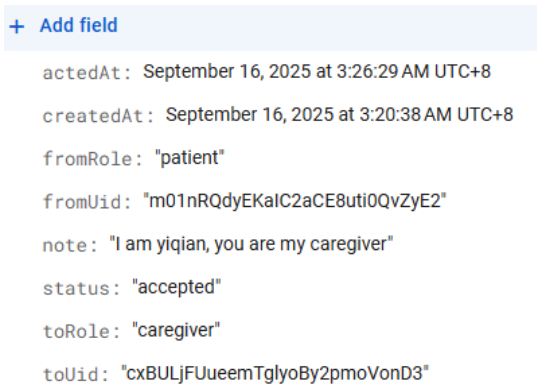 + Add field
actedAt: September 16, 2025 at 3:26:29 AM UTC+8
createdAt: September 16, 2025 at 3:20:38 AM UTC+8
fromRole: "patient"
fromUid: "m01nRQdyEKaIC2aCE8uti0QvZyE2"
note: "I am yiqian, you are my caregiver"
status: "accepted"
toRole: "caregiver"
toUid: "cxBULjFUueemTglyoBy2pmoVonD3"